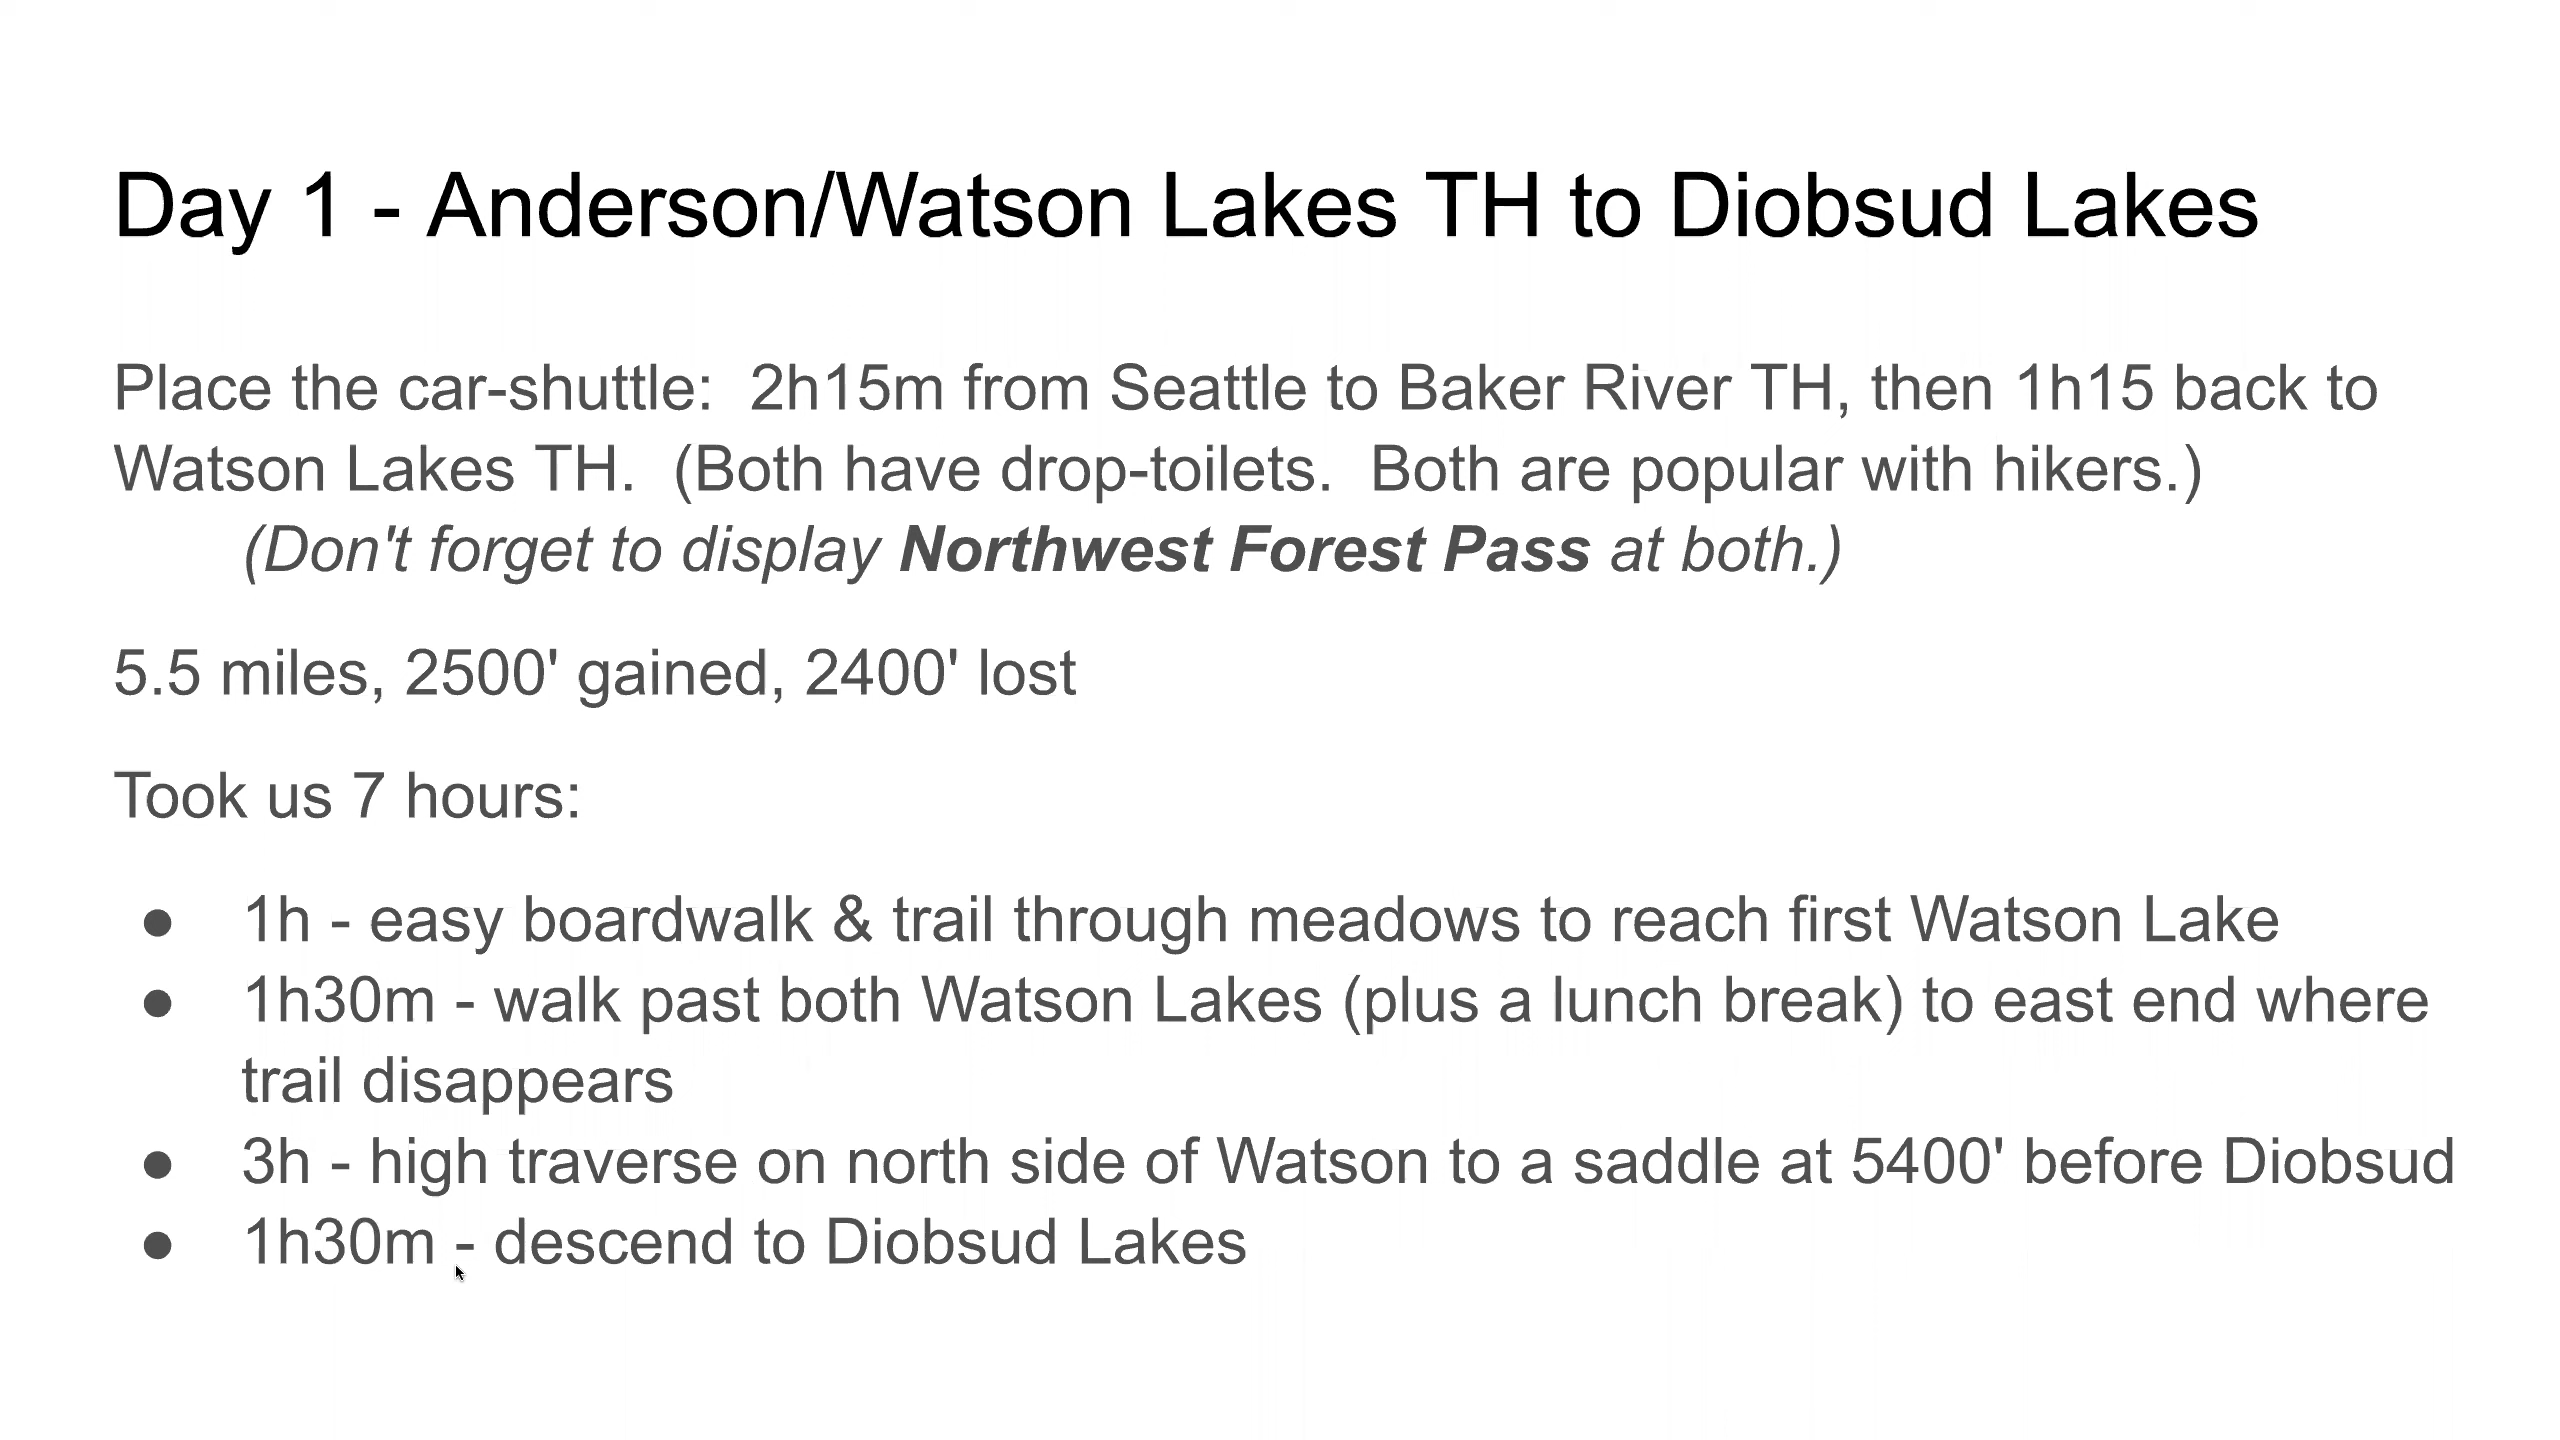 Day 1 - Anderson/Watson Lakes TH to Diobsud Lakes
Place the car-shuttle:  2h15m from Seattle to Baker River TH, then 1h15 back to
Watson Lakes TH.  (Both have drop-toilets.  Both are popular with hikers.)
(Don't forget to display Northwest Forest Pass at both.)
5.5 miles, 2500' gained, 2400' lost
Took us 7 hours:
● 1h - easy boardwalk & trail through meadows to reach first Watson Lake
● 1h30m - walk past both Watson Lakes (plus a lunch break) to east end where
trail disappears
● 3h - high traverse on north side of Watson to a saddle at 5400' before Diobsud
● 1h30m - descend to Diobsud Lakes